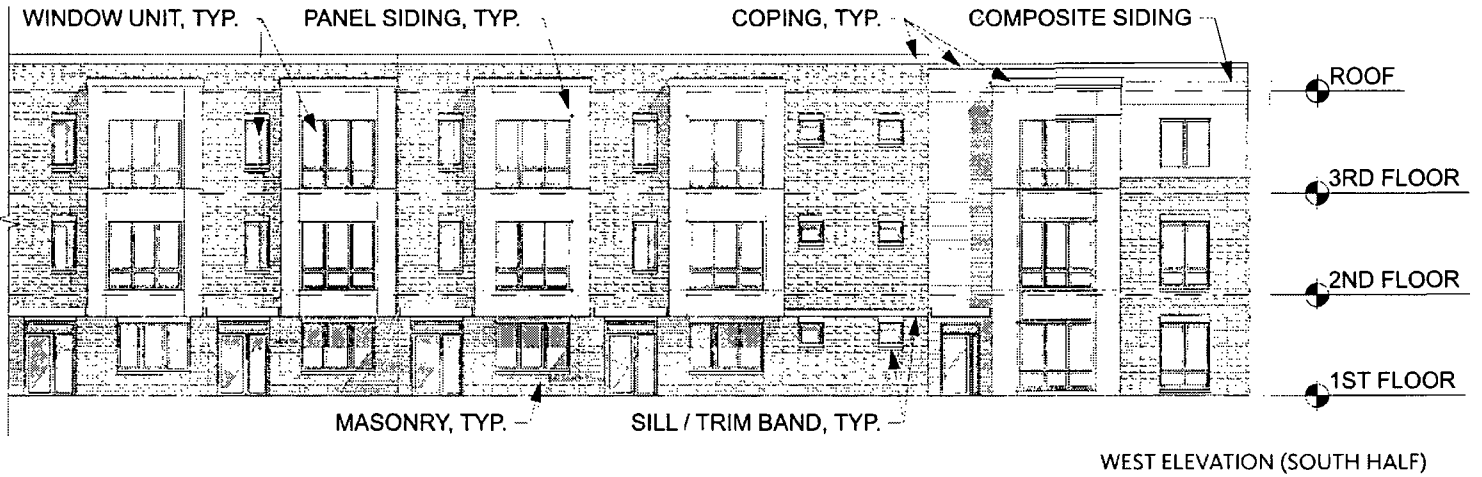 WINDOW UNIT, TYP.
PANEL SIDING, TYP.
COPING, TYP.
COMPOSITE SIDING
ROOF
3RD FLOOR
2ND FLOOR
1ST FLOOR
MASONRY, TYP.
SILL / TRIM BAND, TYP.
WEST ELEVATION (SOUTH HALF)